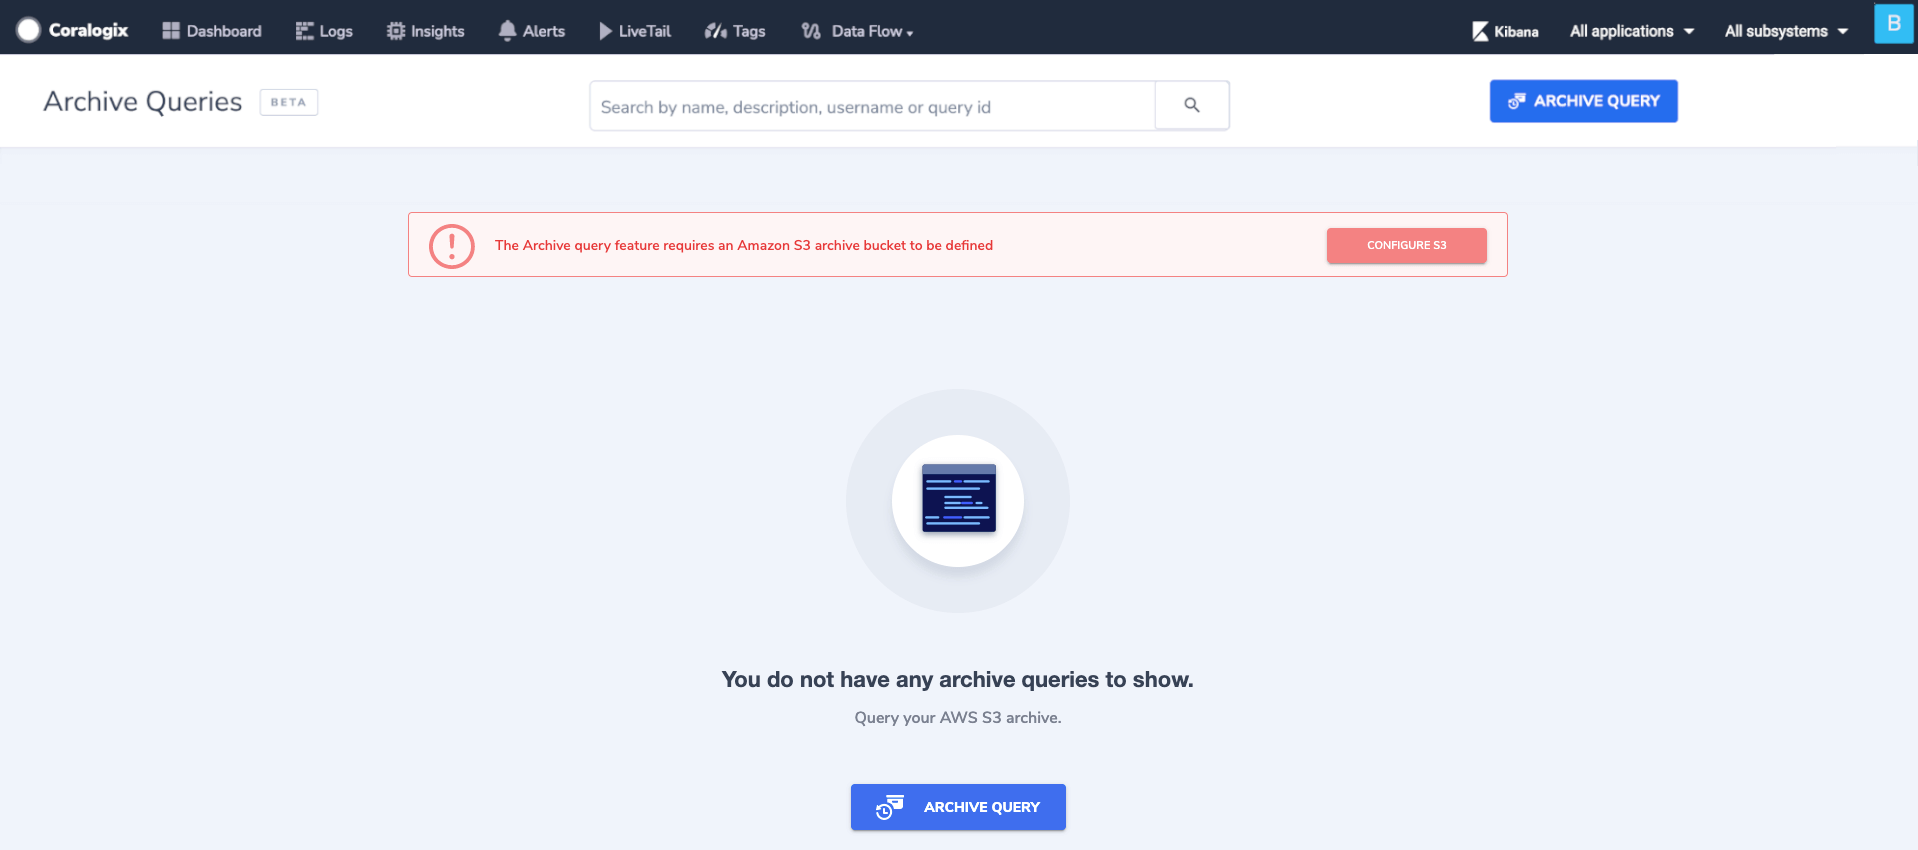 Coralogix Dashboard Logs Insights Alerts LiveTail Tags Data Flow Kibana All applications All subsystems B
Archive Queries BETA Search by name, description, username or query id ARCHIVE QUERY
The Archive query feature requires an Amazon S3 archive bucket to be defined CONFIGURE S3
You do not have any archive queries to show.
Query your AWS S3 archive.
ARCHIVE QUERY